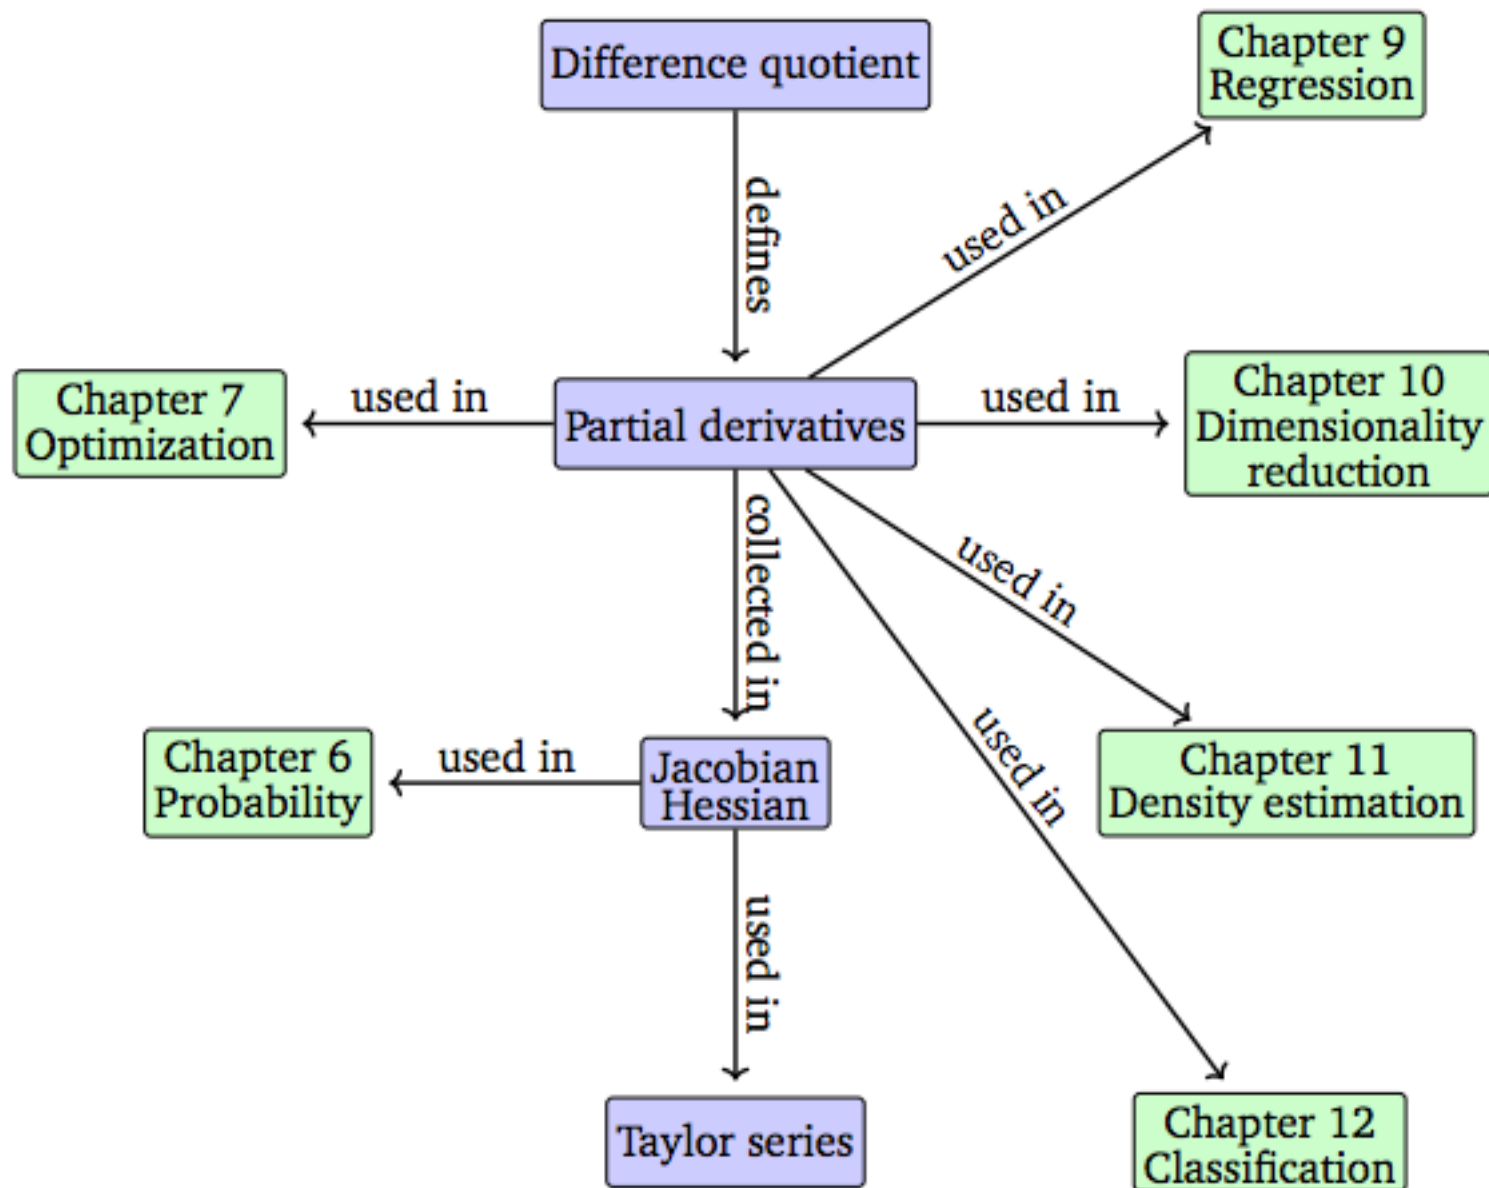 Difference quotient
Chapter 9
Regression
defines
used in
Chapter 7
Optimization
used in
Partial derivatives
used in
Chapter 10
Dimensionality
reduction
collected in
used in
used in
Chapter 6
Probability
used in
Jacobian
Hessian
Chapter 11
Density estimation
used in
Taylor series
Chapter 12
Classification